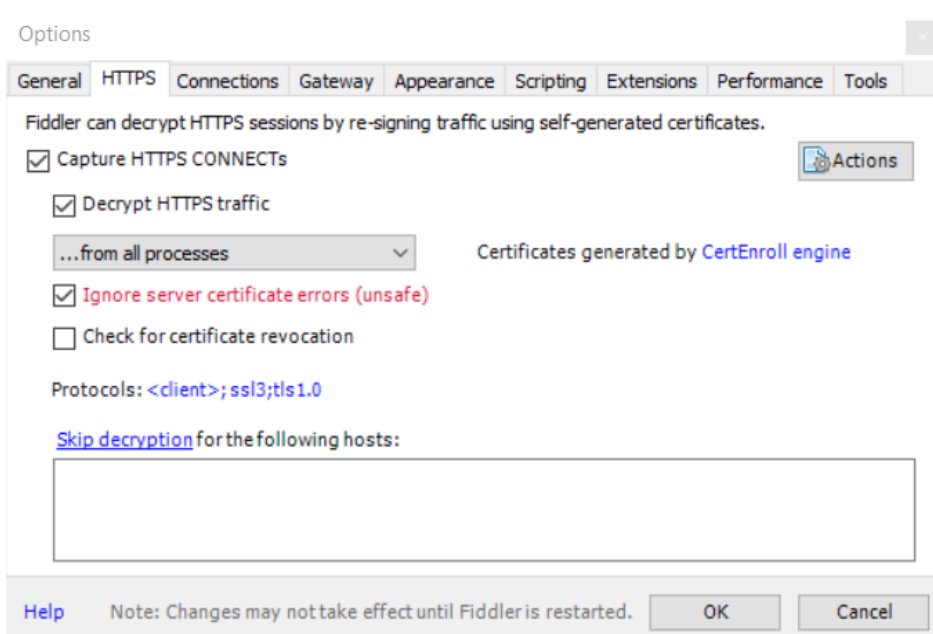 Options
General HTTPS Connections Gateway Appearance Scripting Extensions Performance Tools
Fiddler can decrypt HTTPS sessions by re-signing traffic using self-generated certificates.
Capture HTTPS CONNECTs
Actions
Decrypt HTTPS traffic
...from all processes
Certificates generated by CertEnroll engine
Ignore server certificate errors (unsafe)
Check for certificate revocation
Protocols: <client>; ssl3;tls1.0
Skip decryption for the following hosts:
Help Note: Changes may not take effect until Fiddler is restarted. OK Cancel